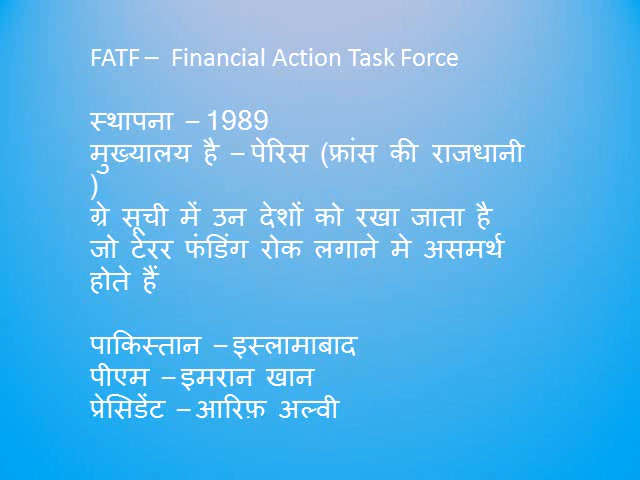 FATF – Financial Action Task Force
स्थापना – 1989
मुख्यालय है – पेरिस (फ्रांस की राजधानी
)
ग्रे सूची में उन देशों को रखा जाता है
जो टेरर फंडिंग रोक लगाने मे असमर्थ
होते हैं
पाकिस्तान – इस्लामाबाद
पीएम – इमरान खान
प्रेसिडेंट – आरिफ़ अल्वी